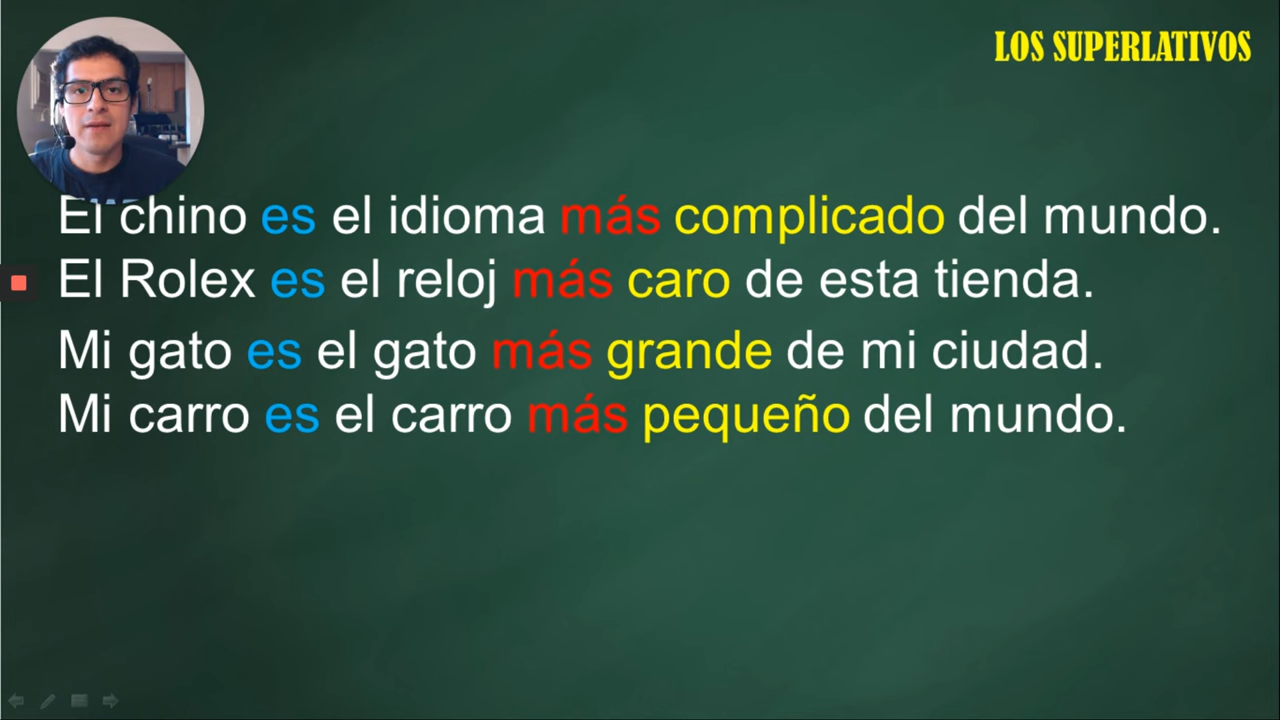 LOS SUPERLATIVOS
El chino es el idioma más complicado del mundo.
El Rolex es el reloj más caro de esta tienda.
Mi gato es el gato más grande de mi ciudad.
Mi carro es el carro más pequeño del mundo.